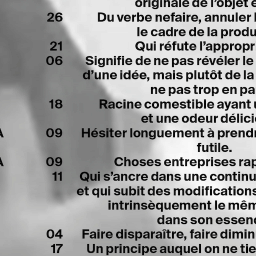 originale de l'objet
26 Du verbe nefaire, annuler
le cadre de la produ
21 Qui réfute l'appropr
06 Signifie de ne pas révéler le
d'une idée, mais plutôt de la
ne pas trop en pa
18 Racine comestible ayant
et une odeur délici
A 09 Hésiter longuement à prend
futile.
A 09 Choses entreprises rap
11 Qui s'ancre dans une continu
et qui subit des modifications
intrinsèquement le mêm
dans son essen
04 Faire disparaître, faire dimin
17 Un principe auquel on ne tie